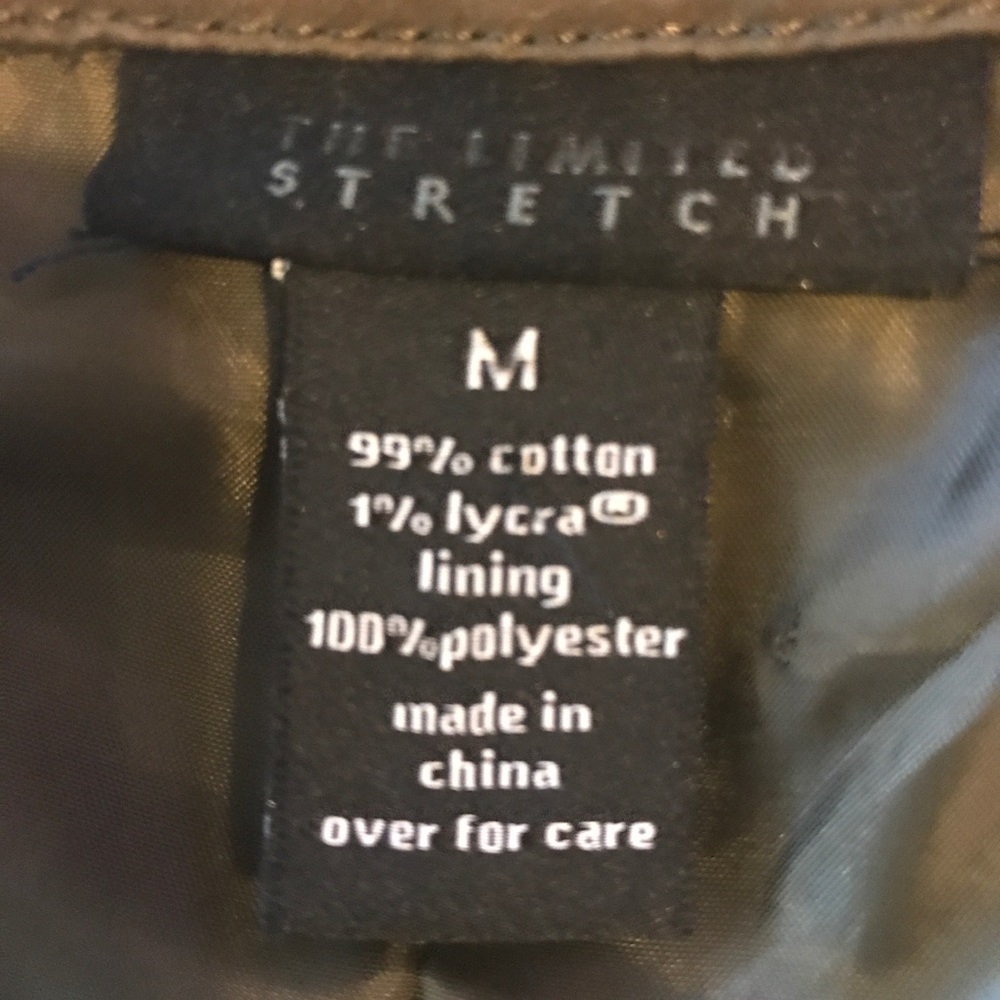 THE LIMITED
STRETCH
M
99% cotton
1% lycra®
lining
100%polyester
made in
china
over for care